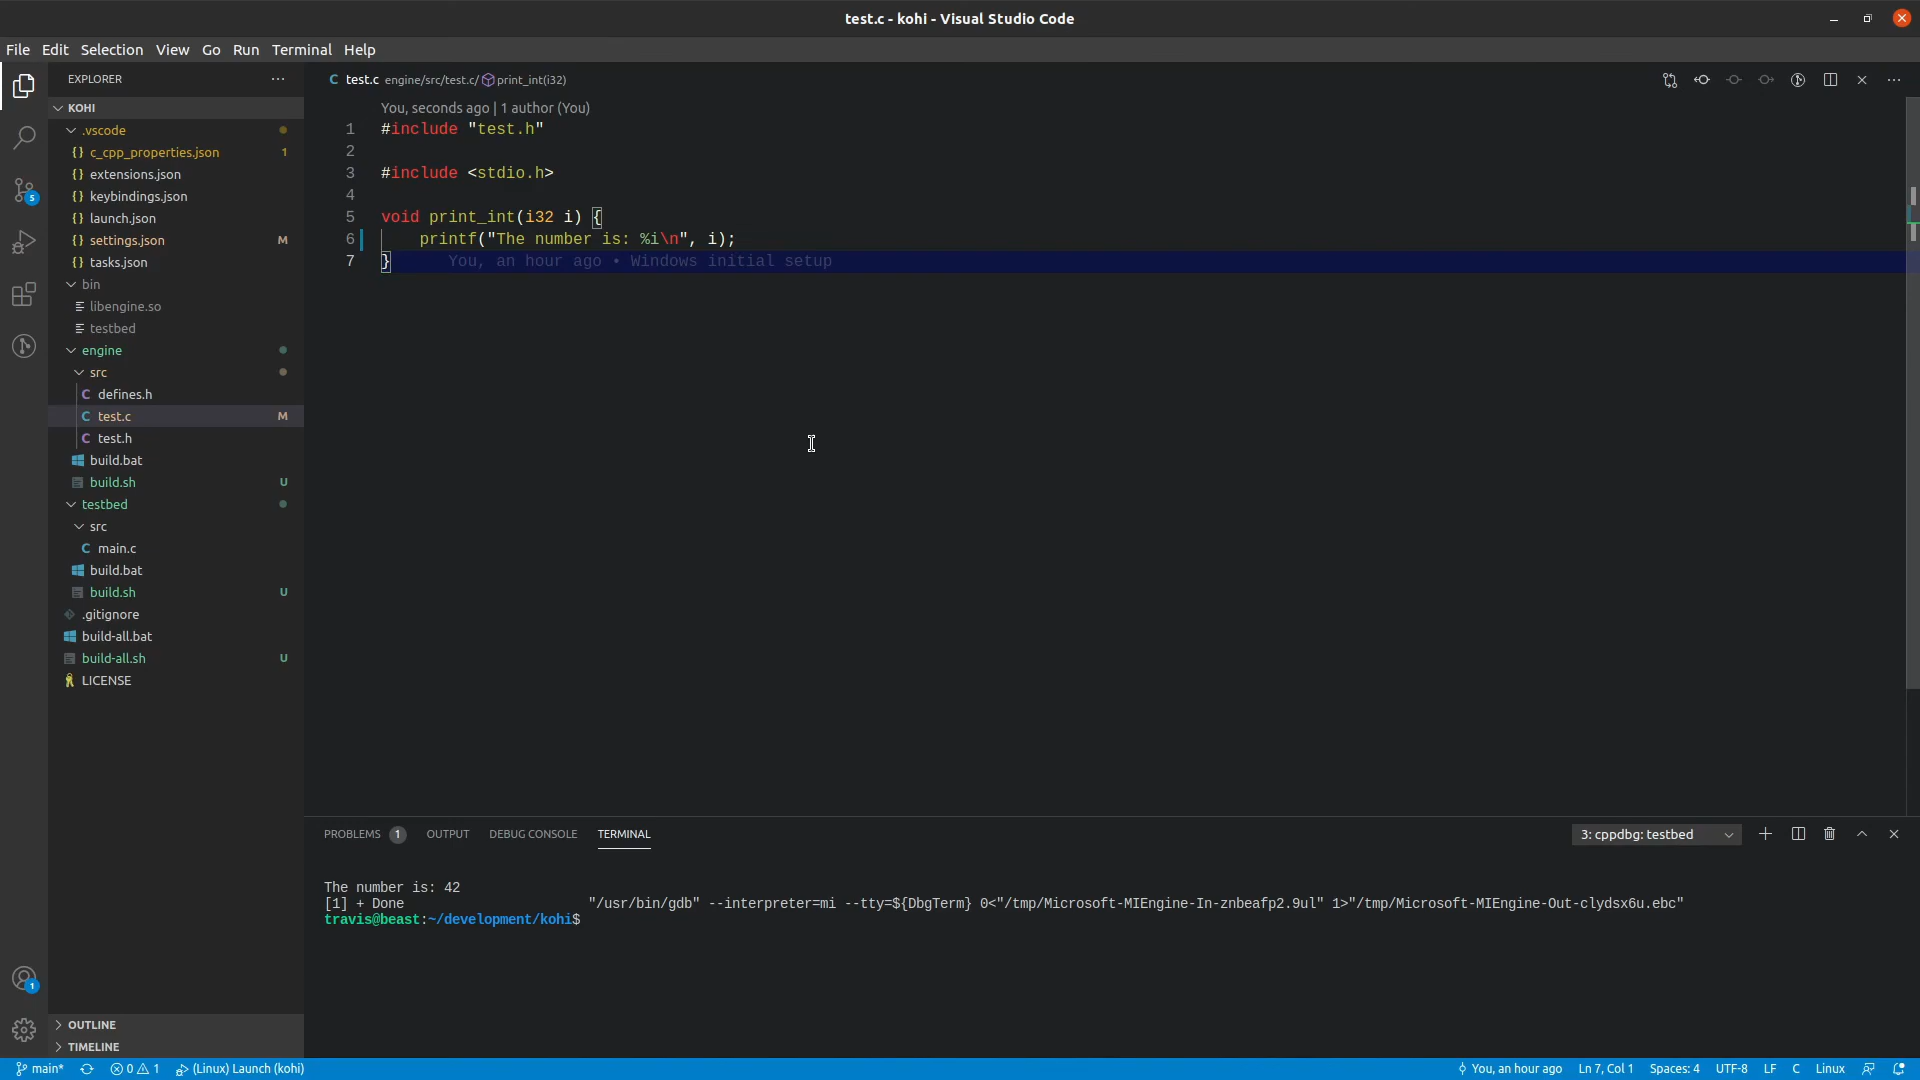 test.c - kohi - Visual Studio Code
File Edit Selection View Go Run Terminal Help
EXPLORER
KOHI
.vscode
c_cpp_properties.json 1
extensions.json
keybindings.json
launch.json
settings.json M
tasks.json
bin
libengine.so
testbed
engine
src
defines.h
test.c M
test.h
build.bat
build.sh U
testbed
src
main.c
build.bat
build.sh U
.gitignore
build-all.bat
build-all.sh U
LICENSE
OUTLINE
TIMELINE
5
1
C test.c engine/src/test.c/ print_int(i32)
You, seconds ago | 1 author (You)
1 #include "test.h"
2
3 #include <stdio.h>
4
5 void print_int(i32 i) {
6 printf("The number is: %i\n", i);
7 } You, an hour ago • Windows initial setup
PROBLEMS 1 OUTPUT DEBUG CONSOLE TERMINAL 3: cppdbg: testbed
The number is: 42
[1] + Done "/usr/bin/gdb" --interpreter=mi --tty=${DbgTerm} 0<"/tmp/Microsoft-MIEngine-In-znbeafp2.9ul" 1>"/tmp/Microsoft-MIEngine-Out-clydsx6u.ebc"
travis@beast:~/development/kohi$
main* 0 1 (Linux) Launch (kohi) You, an hour ago Ln 7, Col 1 Spaces: 4 UTF-8 LF C Linux